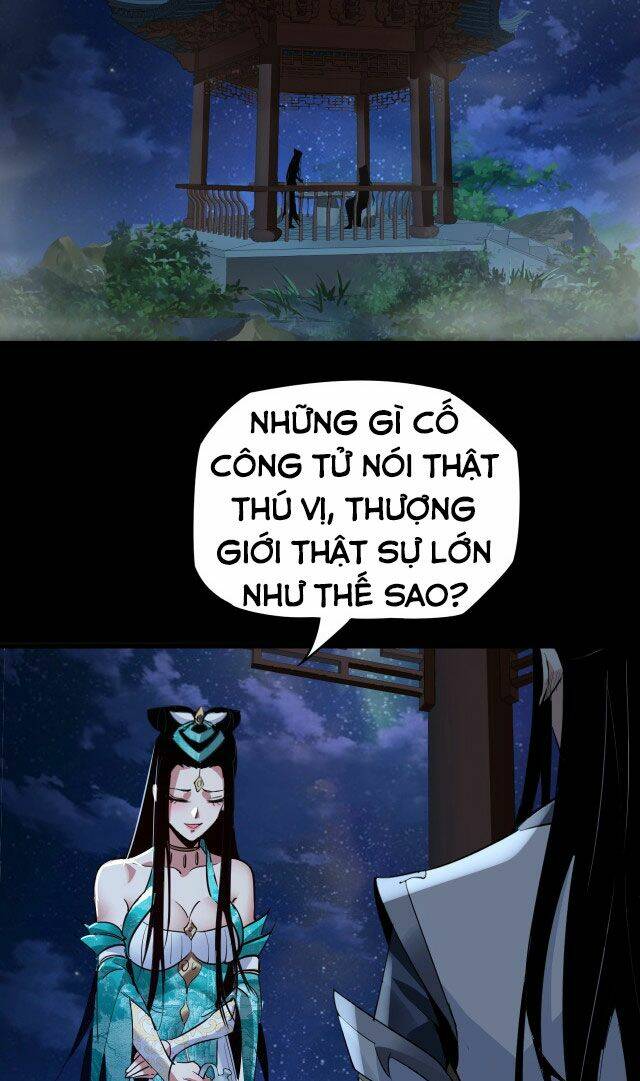 NHỮNG GÌ CỐ
CÔNG TỬ NÓI THẬT
THÚ VỊ, THƯỢNG
GIỚI THẬT SỰ LỚN
NHƯ THẾ SAO?